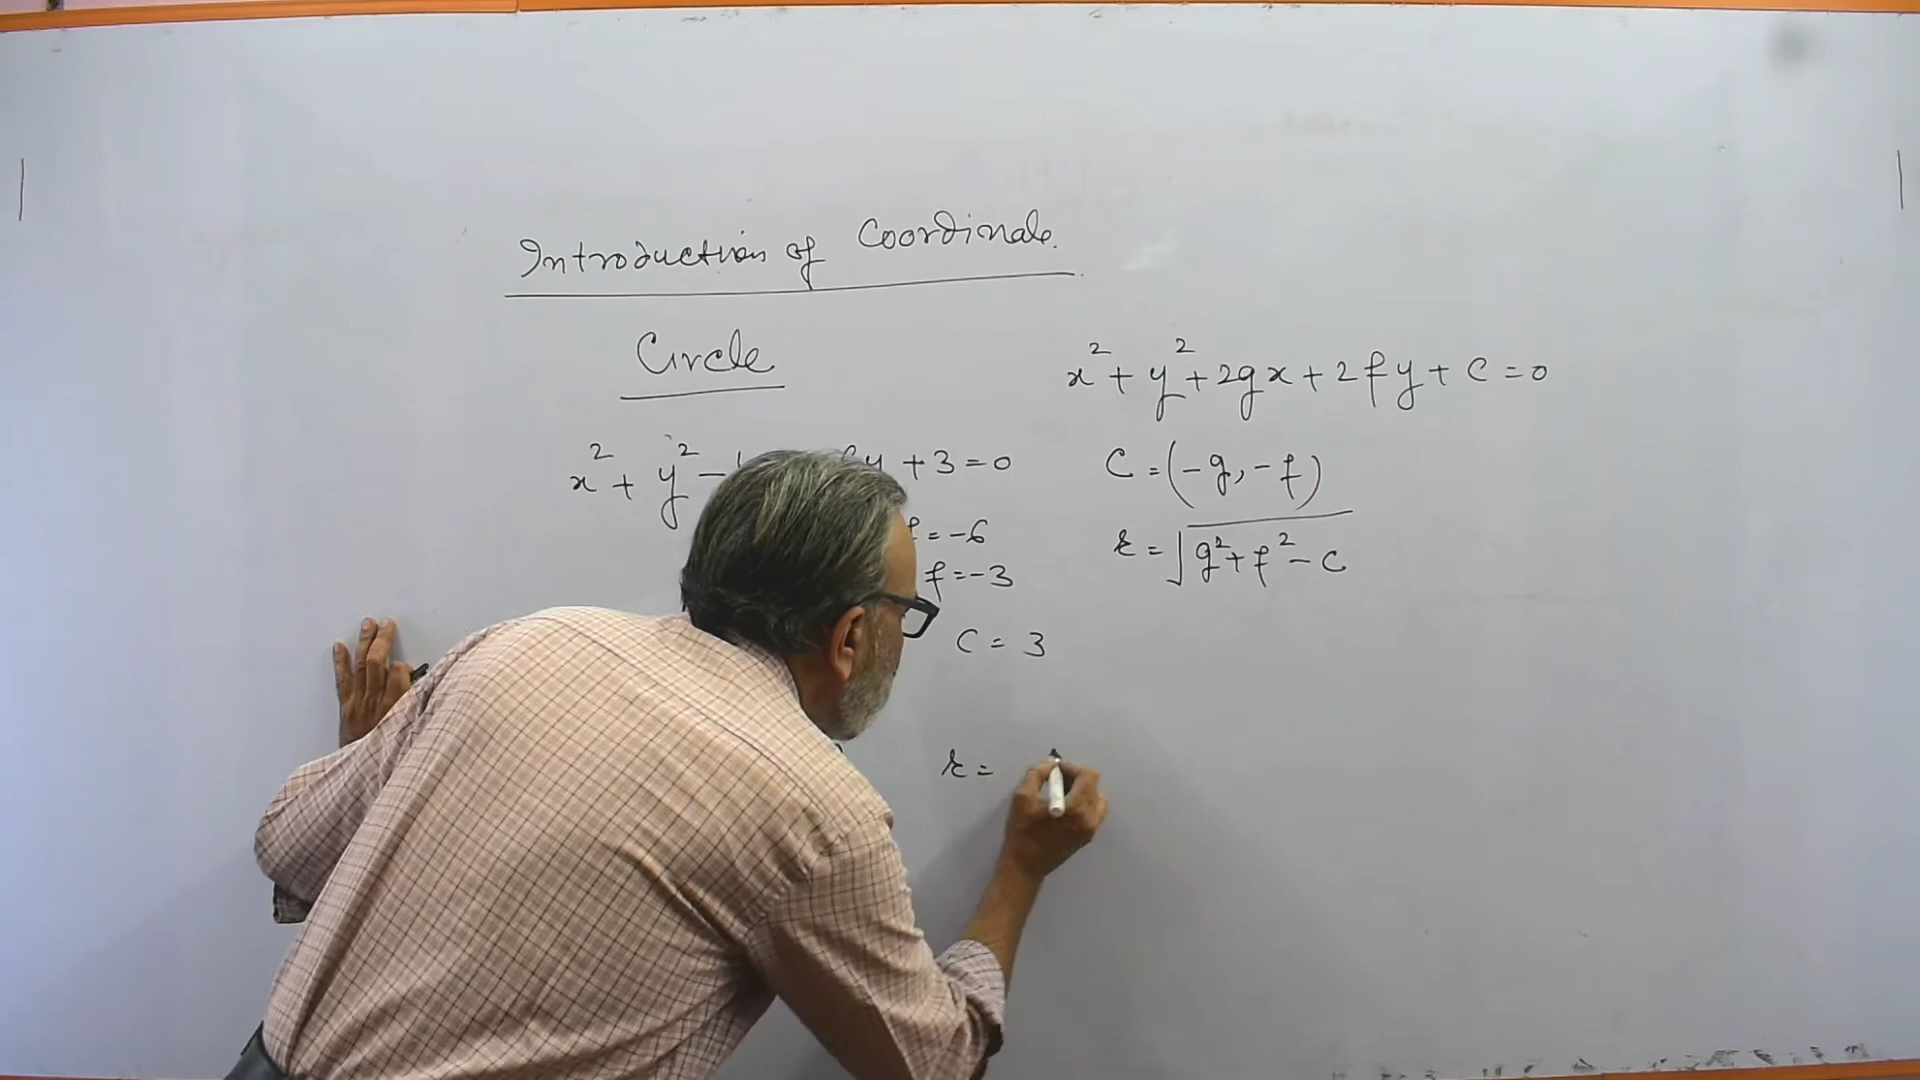 Introduction of Coordinate.
Circle
x² + y² + 2gx + 2fy + c = 0
x² + y² - y + 3 = 0
C = (-g, -f)
= -6
r = √g² + f² - c
f = -3
C = 3
r =